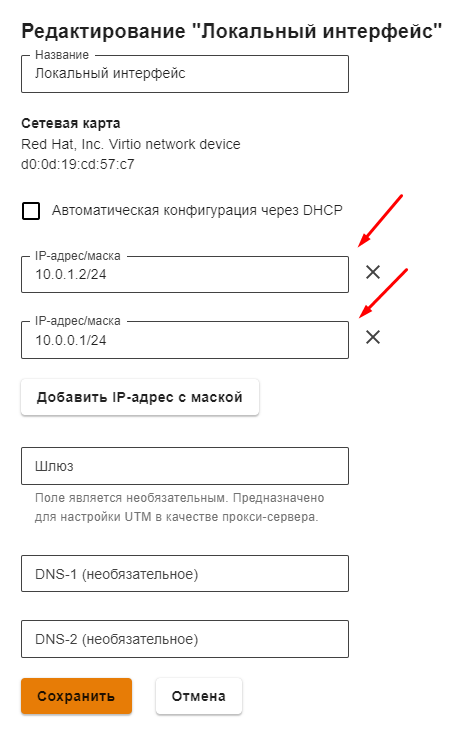 Редактирование "Локальный интерфейс"
Название
Локальный интерфейс
Сетевая карта
Red Hat, Inc. Virtio network device
d0:0d:19:cd:57:c7
Автоматическая конфигурация через DHCP
IP-адрес/маска
10.0.1.2/24
IP-адрес/маска
10.0.0.1/24
Добавить IP-адрес с маской
Шлюз
Поле является необязательным. Предназначено
для настройки UTM в качестве прокси-сервера.
DNS-1 (необязательное)
DNS-2 (необязательное)
Сохранить
Отмена